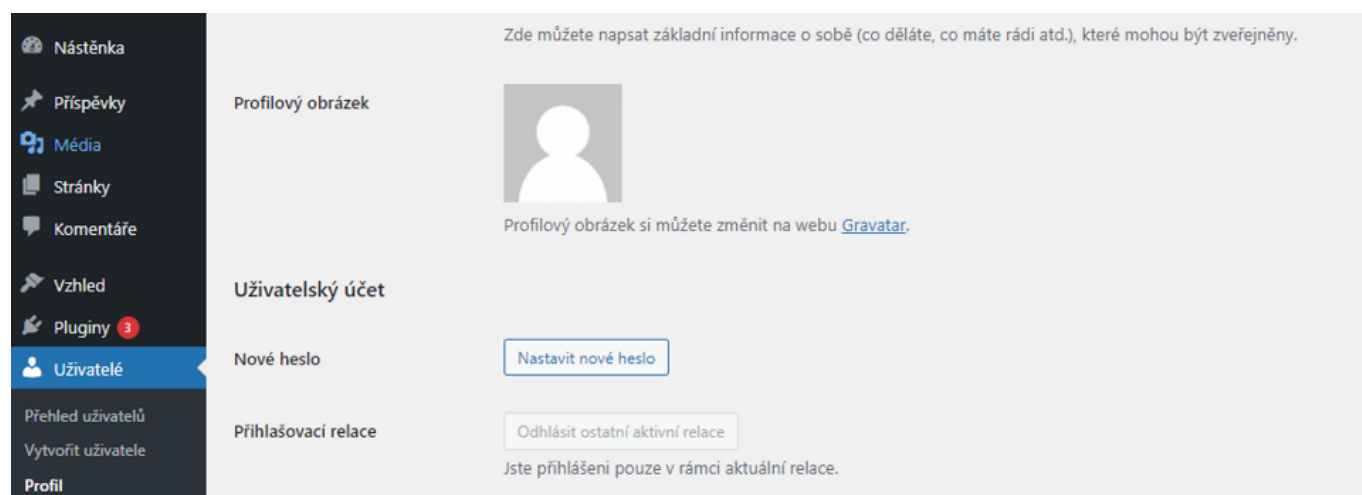 Nástěnka
Příspěvky
Média
Stránky
Komentáře
Vzhled
Pluginy 3
Uživatelé
Přehled uživatelů
Vytvořit uživatele
Profil
Zde můžete napsat základní informace o sobě (co děláte, co máte rádi atd.), které mohou být zveřejněny.
Profilový obrázek
Profilový obrázek si můžete změnit na webu Gravatar.
Uživatelský účet
Nové heslo
Nastavit nové heslo
Přihlašovací relace
Odhlásit ostatní aktivní relace
Jste přihlášeni pouze v rámci aktuální relace.